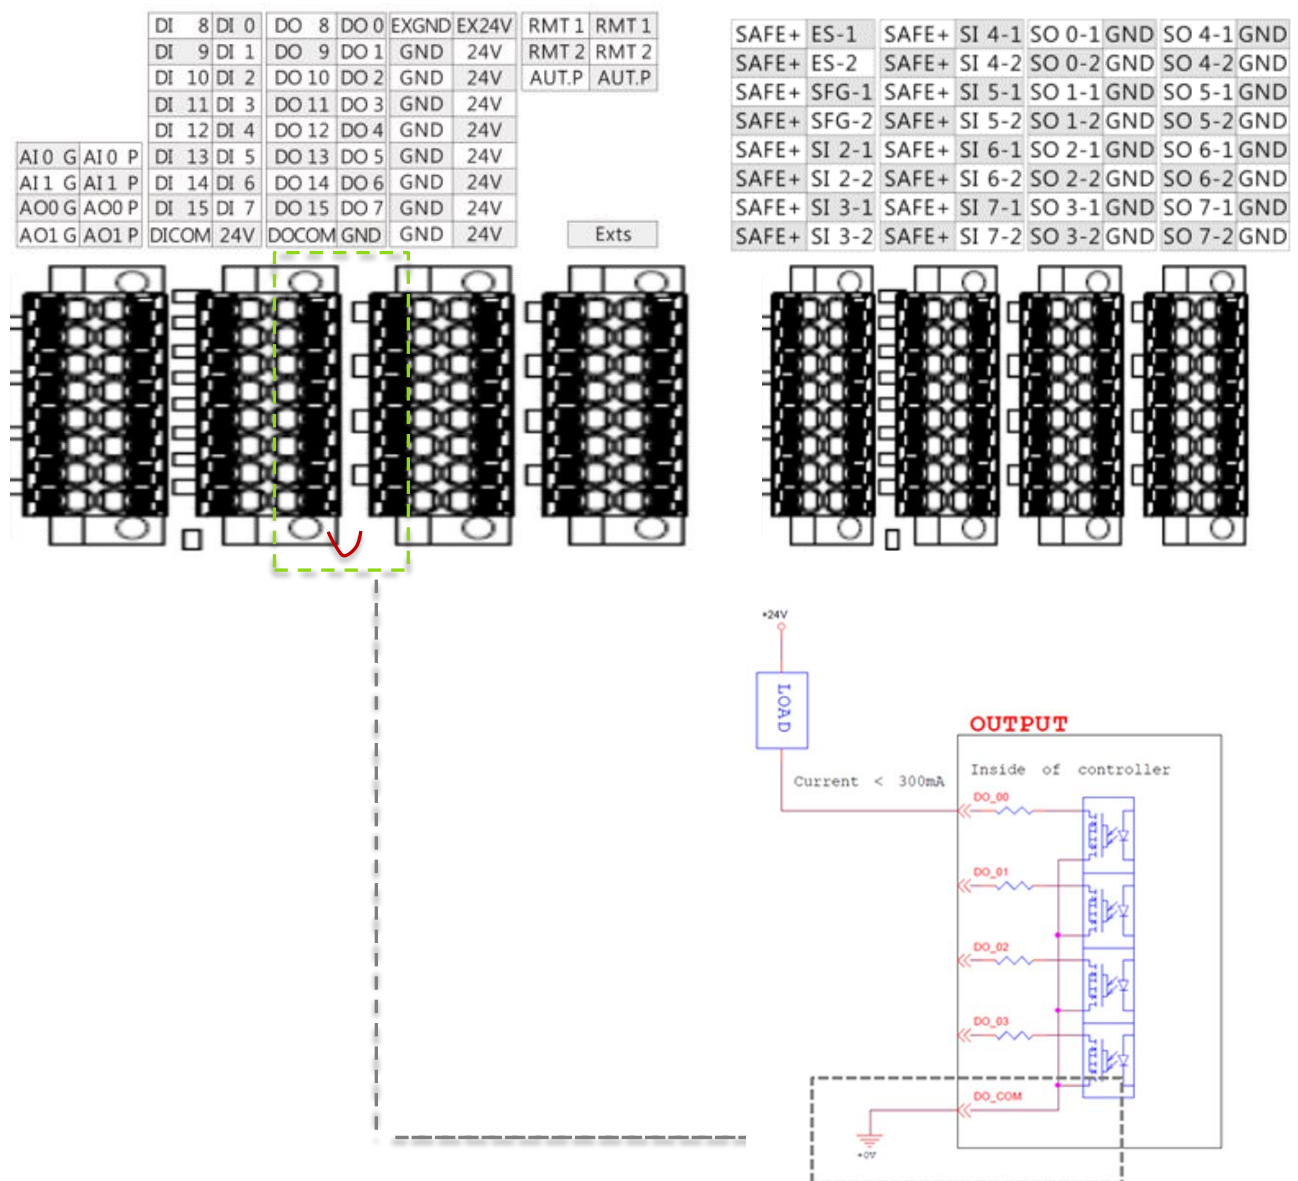 DI 8 DI 0 DO 8 DO 0 EXGND EX24V RMT 1 RMT 1
DI 9 DI 1 DO 9 DO 1 GND 24V RMT 2 RMT 2
DI 10 DI 2 DO 10 DO 2 GND 24V AUT.P AUT.P
DI 11 DI 3 DO 11 DO 3 GND 24V
DI 12 DI 4 DO 12 DO 4 GND 24V
AI0 G AI0 P DI 13 DI 5 DO 13 DO 5 GND 24V
AI1 G AI1 P DI 14 DI 6 DO 14 DO 6 GND 24V
AO0 G AO0 P DI 15 DI 7 DO 15 DO 7 GND 24V
AO1 G AO1 P DICOM 24V DOCOM GND GND 24V Exts
SAFE+ ES-1 SAFE+ SI 4-1 SO 0-1 GND SO 4-1 GND
SAFE+ ES-2 SAFE+ SI 4-2 SO 0-2 GND SO 4-2 GND
SAFE+ SFG-1 SAFE+ SI 5-1 SO 1-1 GND SO 5-1 GND
SAFE+ SFG-2 SAFE+ SI 5-2 SO 1-2 GND SO 5-2 GND
SAFE+ SI 2-1 SAFE+ SI 6-1 SO 2-1 GND SO 6-1 GND
SAFE+ SI 2-2 SAFE+ SI 6-2 SO 2-2 GND SO 6-2 GND
SAFE+ SI 3-1 SAFE+ SI 7-1 SO 3-1 GND SO 7-1 GND
SAFE+ SI 3-2 SAFE+ SI 7-2 SO 3-2 GND SO 7-2 GND
+24V
LOAD
OUTPUT
Inside of controller
Current < 300mA
DO_00
DO_01
DO_02
DO_03
DO_COM
+0V